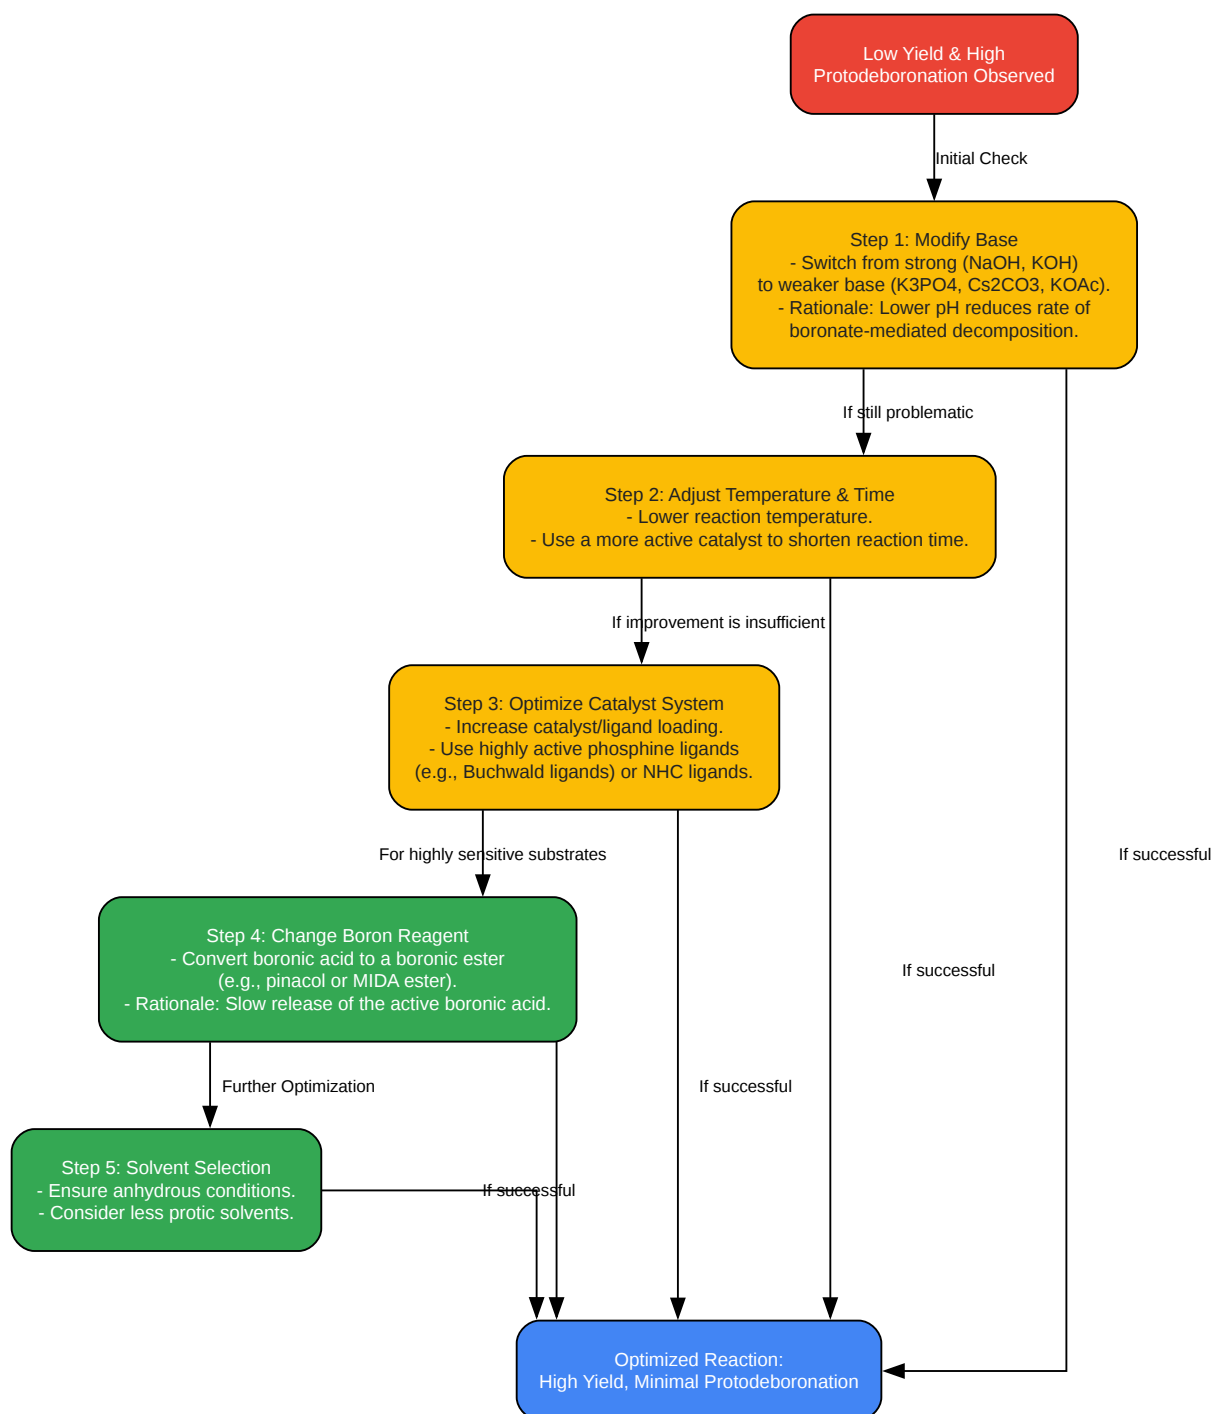 Low Yield & High
Protodeboronation Observed
Initial Check
Step 1: Modify Base
- Switch from strong (NaOH, KOH)
to weaker base (K3PO4, Cs2CO3, KOAc).
- Rationale: Lower pH reduces rate of
boronate-mediated decomposition.
If still problematic
Step 2: Adjust Temperature & Time
- Lower reaction temperature.
- Use a more active catalyst to shorten reaction time.
If improvement is insufficient
Step 3: Optimize Catalyst System
- Increase catalyst/ligand loading.
- Use highly active phosphine ligands
(e.g., Buchwald ligands) or NHC ligands.
For highly sensitive substrates
If successful
Step 4: Change Boron Reagent
- Convert boronic acid to a boronic ester
(e.g., pinacol or MIDA ester).
- Rationale: Slow release of the active boronic acid.
If successful
Further Optimization
If successful
Step 5: Solvent Selection
- Ensure anhydrous conditions.
- Consider less protic solvents.
If successful
Optimized Reaction:
High Yield, Minimal Protodeboronation